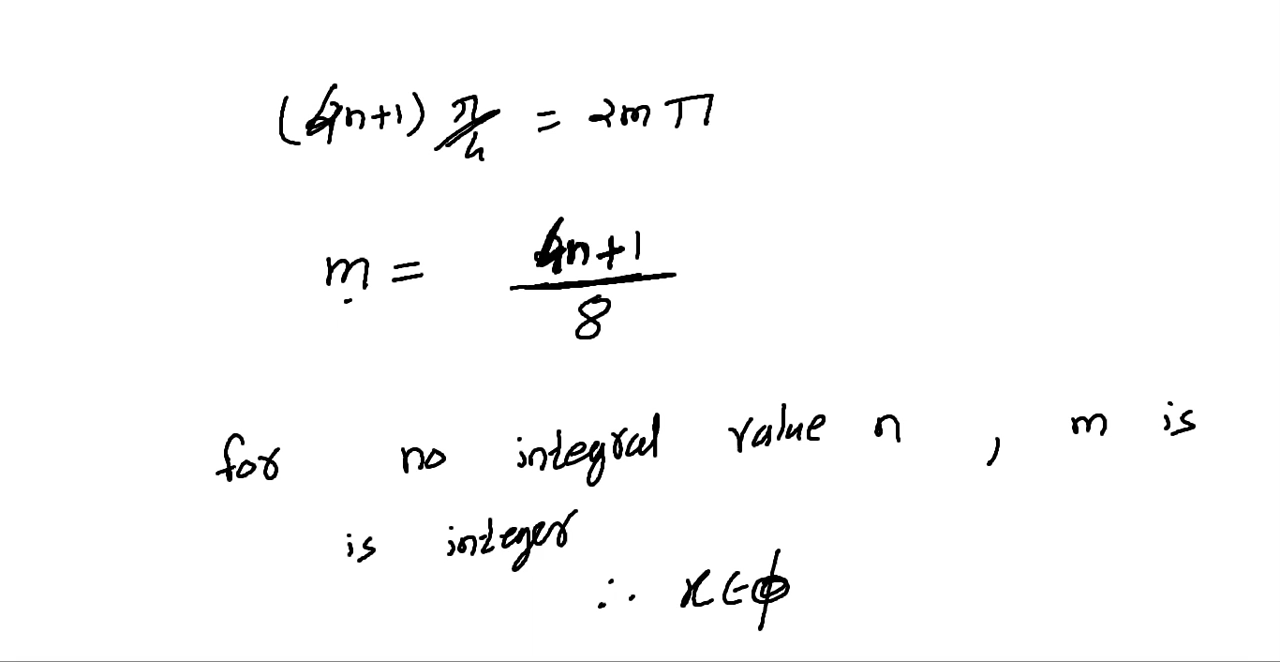 (4n+1) π/4 = 2mπ
m = (4n+1)/8
for no integral value n , m is
is integer
∴ x∈ϕ